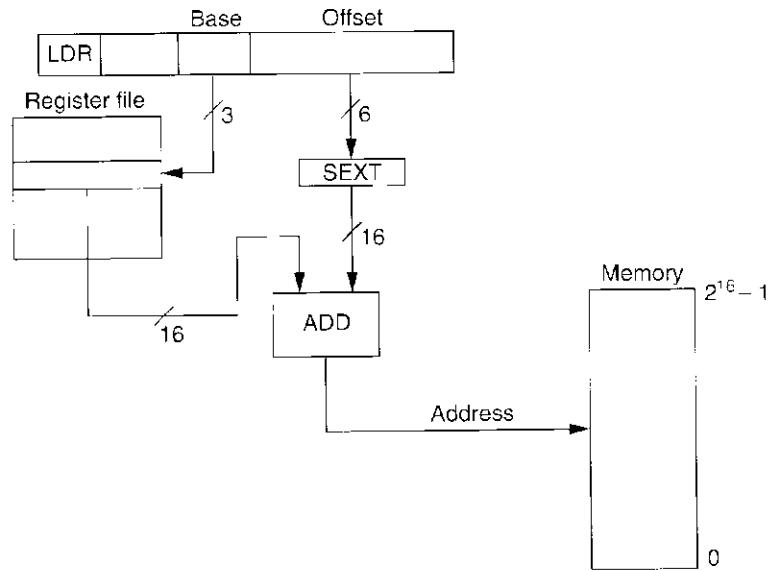 Base
Offset
LDR
Register file
3
6
SEXT
16
Memory
2¹⁶ – 1
ADD
16
Address
0